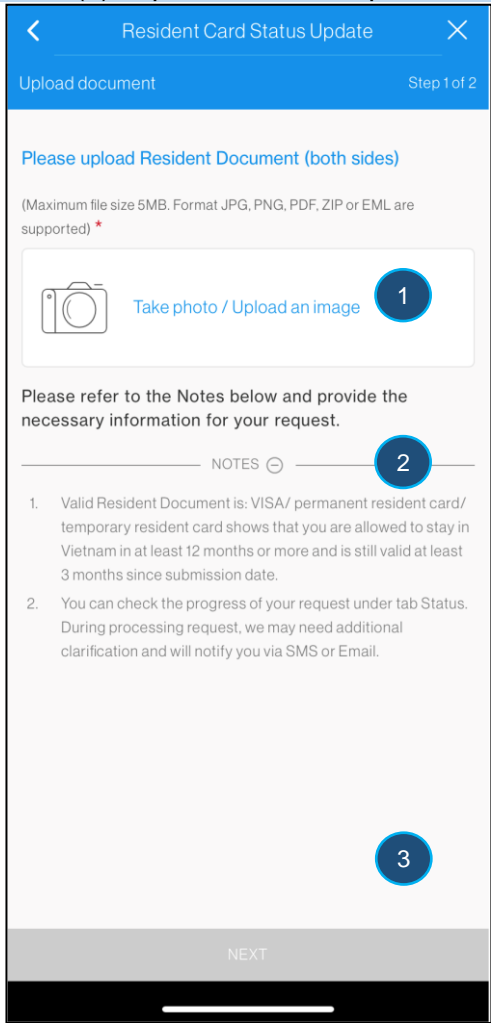 Resident Card Status Update
Upload document
Step 1 of 2
Please upload Resident Document (both sides)
(Maximum file size 5MB. Format JPG, PNG, PDF, ZIP or EML are
supported) *
Take photo / Upload an image
1
Please refer to the Notes below and provide the
necessary information for your request.
NOTES
2
1. Valid Resident Document is: VISA/ permanent resident card/
temporary resident card shows that you are allowed to stay in
Vietnam in at least 12 months or more and is still valid at least
3 months since submission date.
2. You can check the progress of your request under tab Status.
During processing request, we may need additional
clarification and will notify you via SMS or Email.
3
NEXT